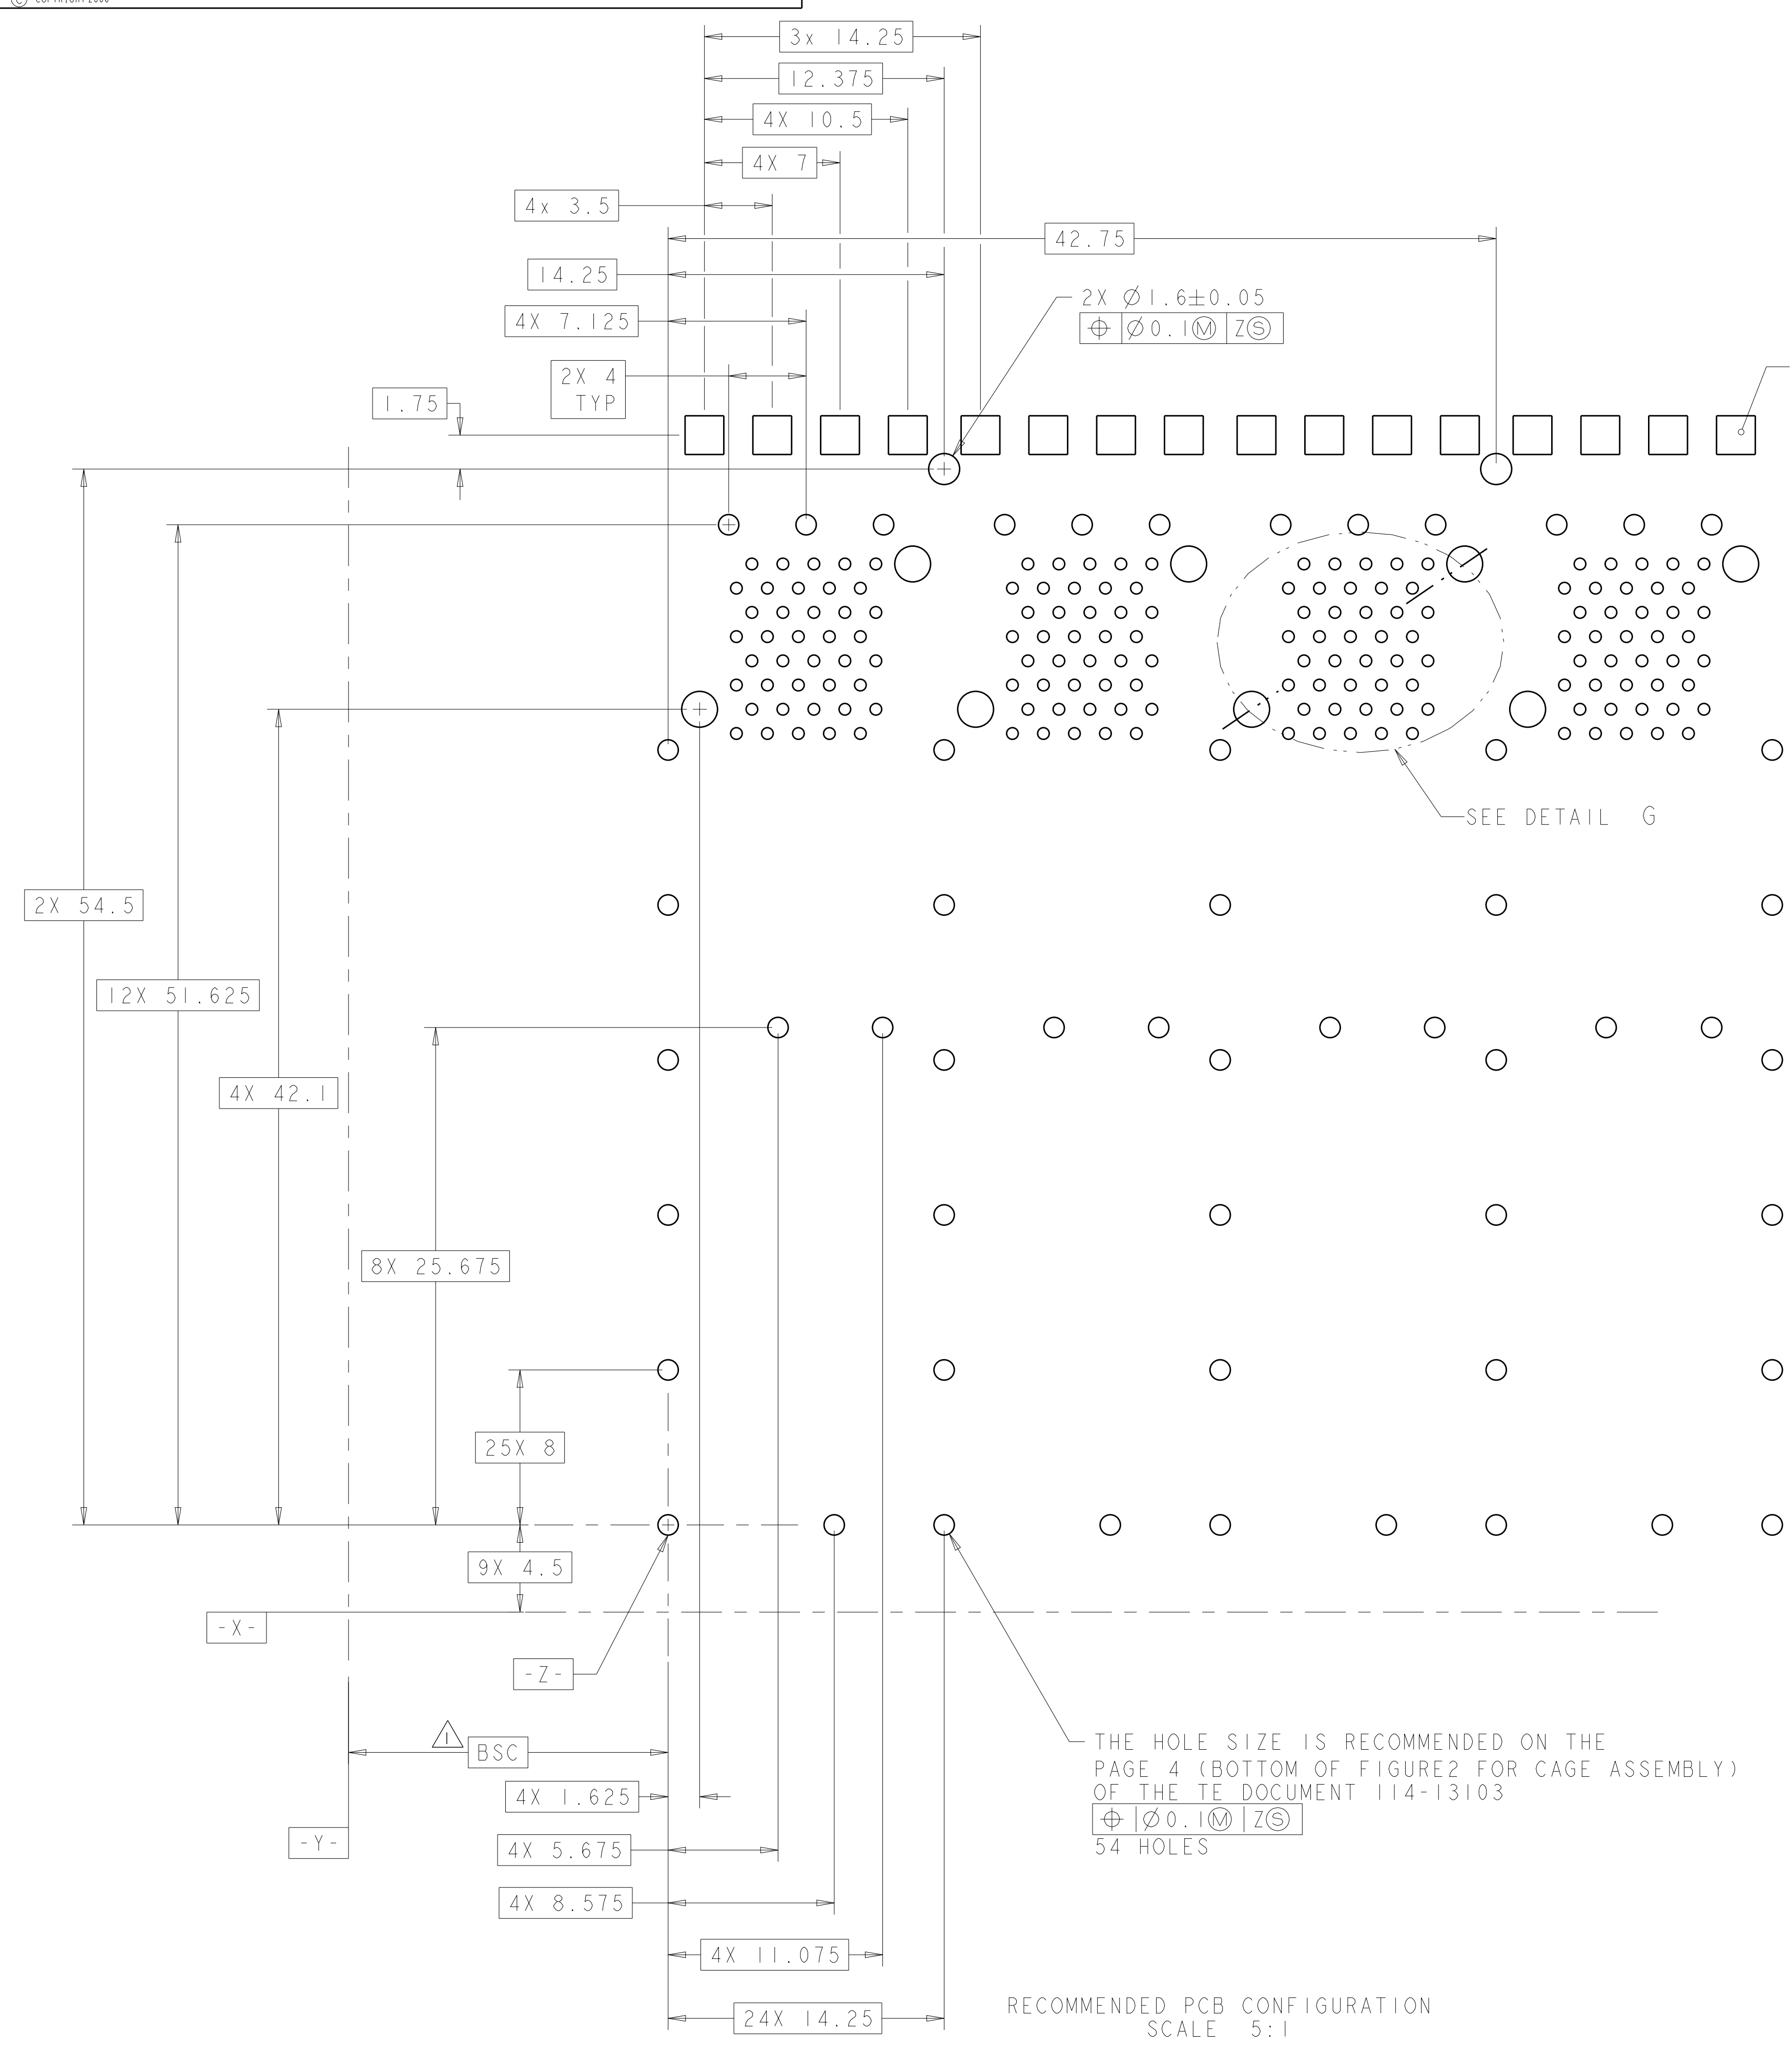 © COPYRIGHT 2006
3x 14.25
12.375
4X 10.5
4X 7
4x 3.5
42.75
14.25
2X Ø1.6±0.05
4X 7.125
⌖ Ø0.1Ⓜ ZⓈ
2X 4
TYP
1.75
SEE DETAIL G
2X 54.5
12X 51.625
4X 42.1
8X 25.675
25X 8
9X 4.5
-X-
-Z-
1
BSC
THE HOLE SIZE IS RECOMMENDED ON THE
PAGE 4 (BOTTOM OF FIGURE2 FOR CAGE ASSEMBLY)
OF THE TE DOCUMENT 114-13103
⌖ Ø0.1Ⓜ ZⓈ
54 HOLES
4X 1.625
-Y-
4X 5.675
4X 8.575
4X 11.075
24X 14.25
RECOMMENDED PCB CONFIGURATION
SCALE 5:1